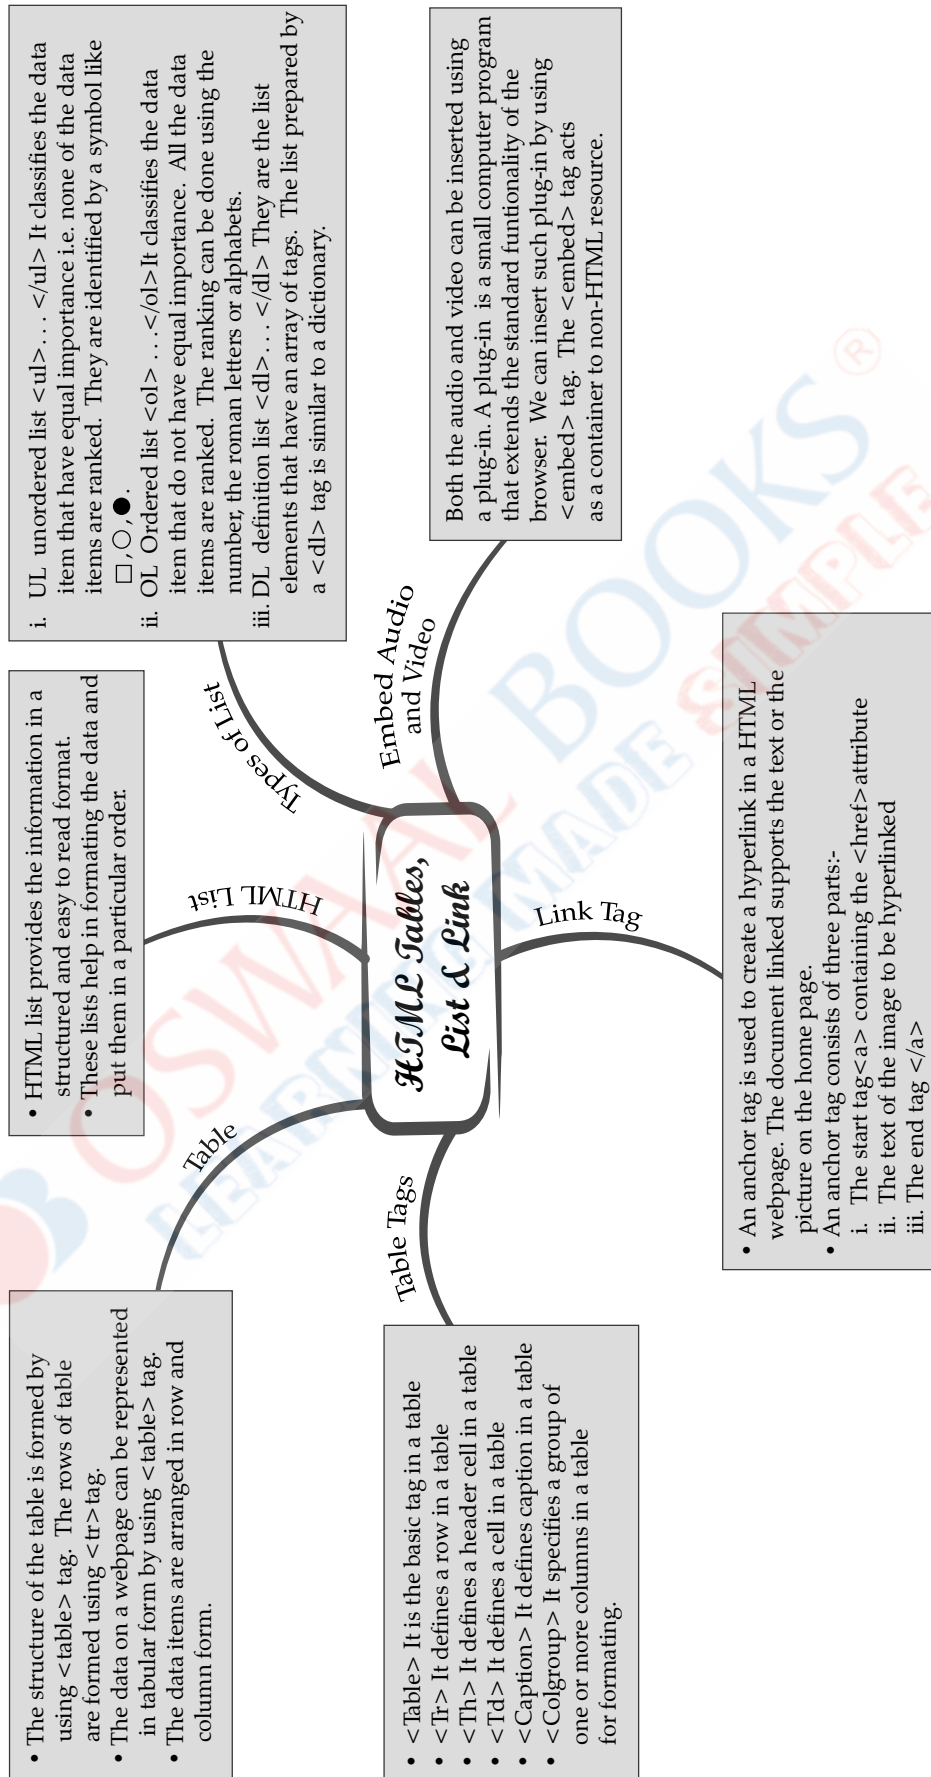 HTML Tables,
List & Link
Table
• The structure of the table is formed by
using <table> tag. The rows of table
are formed using <tr>tag.
• The data on a webpage can be represented
in tabular form by using <table> tag.
• The data items are arranged in row and
column form.
HTML List
• HTML list provides the information in a
structured and easy to read format.
• These lists help in formating the data and
put them in a particular order.
Types of List
i. UL unordered list <ul>... </ul> It classifies the data
item that have equal importance i.e. none of the data
items are ranked. They are identified by a symbol like
□,○,●.
ii. OL Ordered list <ol> ...</ol>It classifies the data
item that do not have equal importance. All the data
items are ranked. The ranking can be done using the
number, the roman letters or alphabets.
iii. DL definition list <dl>... </dl> They are the list
elements that have an array of tags. The list prepared by
a <dl> tag is similar to a dictionary.
Table Tags
• <Table> It is the basic tag in a table
• <Tr> It defines a row in a table
• <Th> It defines a header cell in a table
• <Td> It defines a cell in a table
• <Caption> It defines caption in a table
• <Colgroup> It specifies a group of
one or more columns in a table
for formating.
Embed Audio
and Video
Both the audio and video can be inserted using
a plug-in. A plug-in is a small computer program
that extends the standard funtionality of the
browser. We can insert such plug-in by using
<embed> tag. The <embed> tag acts
as a container to non-HTML resource.
Link Tag
• An anchor tag is used to create a hyperlink in a HTML
webpage. The document linked supports the text or the
picture on the home page.
• An anchor tag consists of three parts:-
i. The start tag<a> containing the <href>attribute
ii. The text of the image to be hyperlinked
iii. The end tag </a>
OSWAAL BOOKS ®
LEARNING MADE SIMPLE